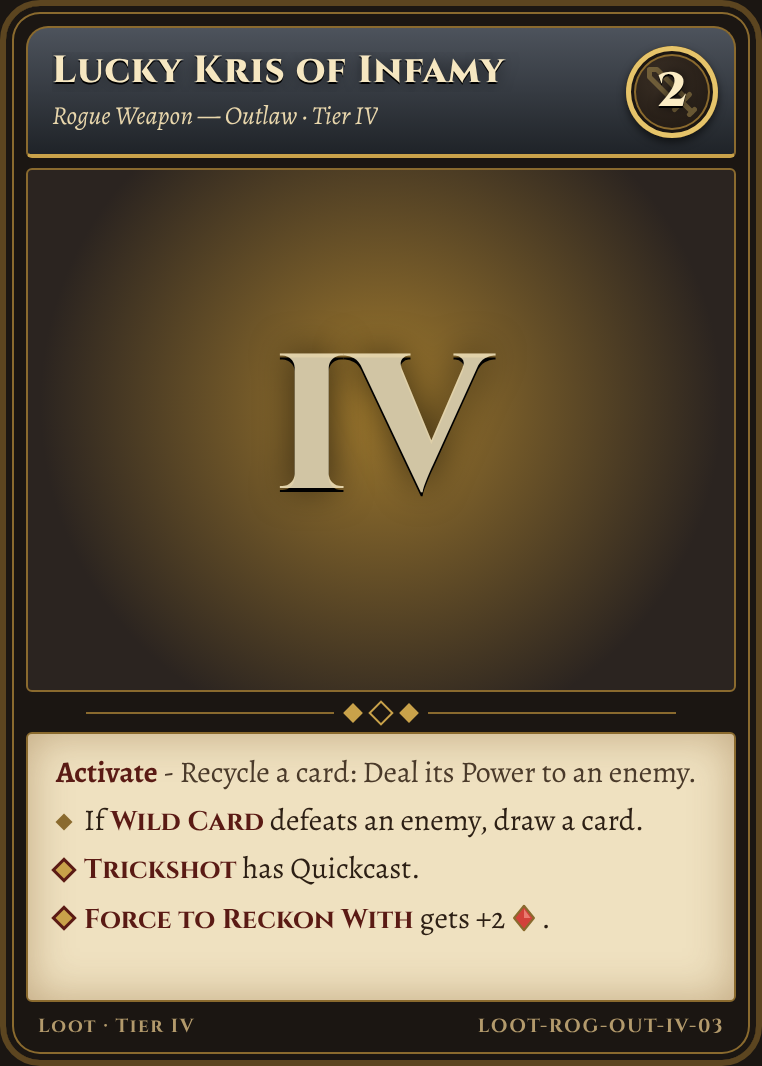 Lucky Kris of Infamy
2
Rogue Weapon — Outlaw · Tier IV
IV
Activate - Recycle a card: Deal its Power to an enemy.
If Wild Card defeats an enemy, draw a card.
Trickshot has Quickcast.
Force to Reckon With gets +2 .
Loot · Tier IV
LOOT-ROG-OUT-IV-03